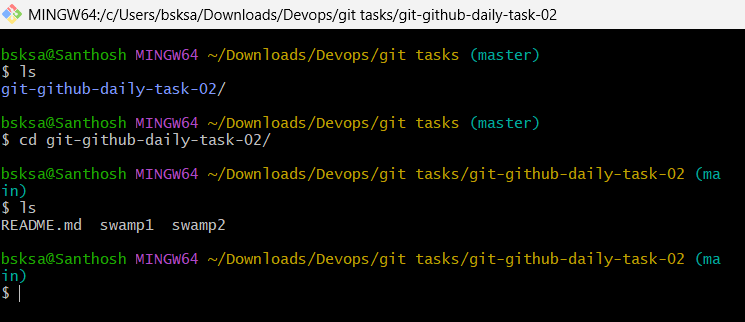 MINGW64:/c/Users/bsksa/Downloads/Devops/git tasks/git-github-daily-task-02
bsksa@Santhosh MINGW64 ~/Downloads/Devops/git tasks (master)
$ ls
git-github-daily-task-02/
bsksa@Santhosh MINGW64 ~/Downloads/Devops/git tasks (master)
$ cd git-github-daily-task-02/
bsksa@Santhosh MINGW64 ~/Downloads/Devops/git tasks/git-github-daily-task-02 (ma
in)
$ ls
README.md  swamp1  swamp2
bsksa@Santhosh MINGW64 ~/Downloads/Devops/git tasks/git-github-daily-task-02 (ma
in)
$